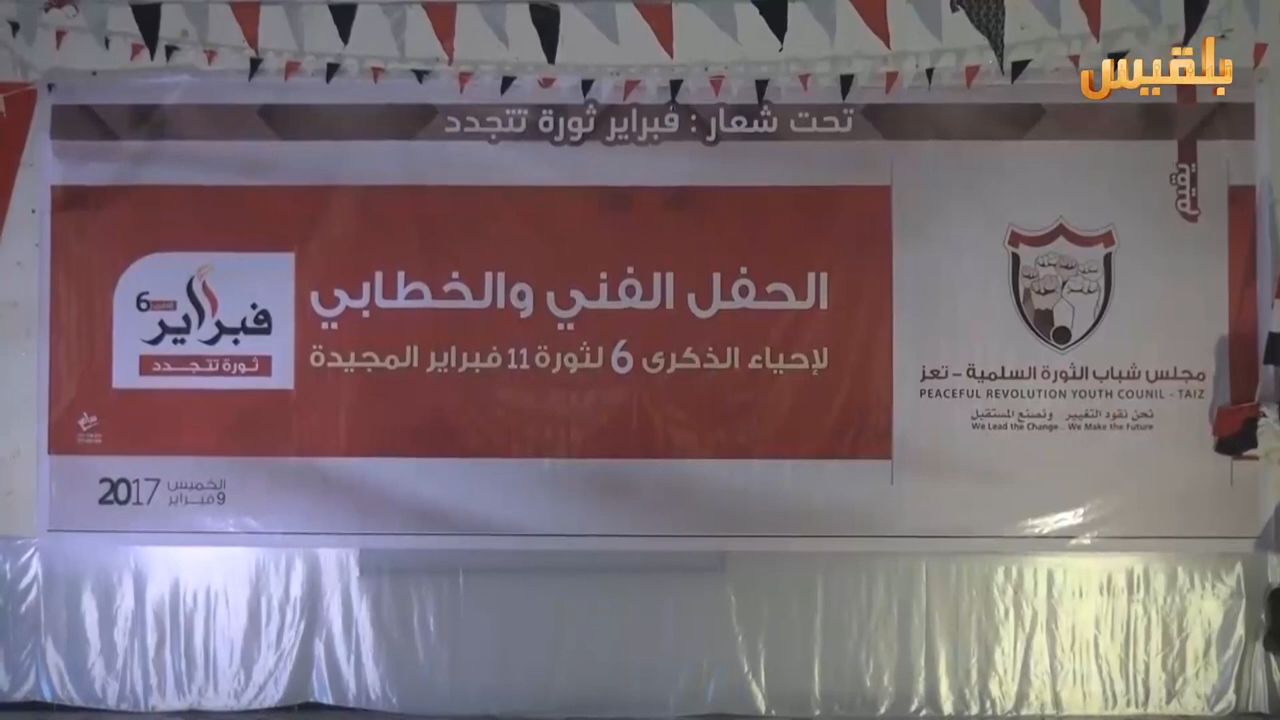 بلقيس
تحت شعار : فبراير ثورة تتجدد
يقيم
مجلس شباب الثورة السلمية - تعز
PEACEFUL REVOLUTION YOUTH COUNIL - TAIZ
نحن نقود التغيير ونصنع المستقبل
We Lead the Change .. We Make the Future
الحفل الفني والخطابي
لإحياء الذكرى 6 لثورة 11 فبراير المجيدة
6
فبراير
ثورة تتجدد
الخميس
9 فبراير
2017